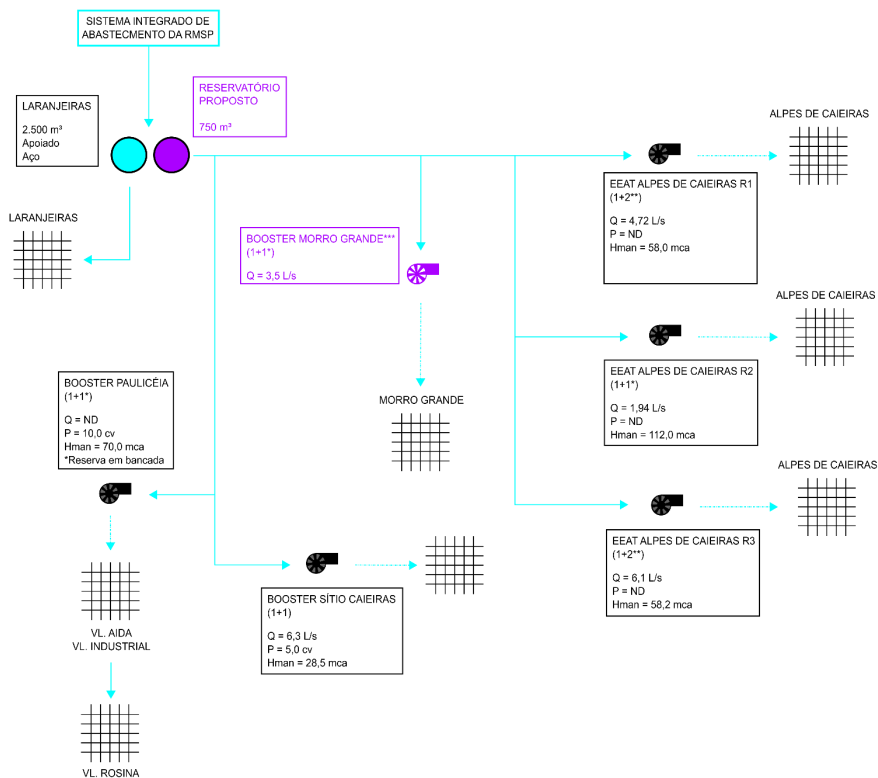 SISTEMA INTEGRADO DE
ABASTECMENTO DA RMSP
LARANJEIRAS
2.500 m³
Apoiado
Aço
RESERVATÓRIO
PROPOSTO
750 m³
LARANJEIRAS
BOOSTER MORRO GRANDE***
(1+1*)
Q = 3,5 L/s
MORRO GRANDE
ALPES DE CAIEIRAS
EEAT ALPES DE CAIEIRAS R1
(1+2**)
Q = 4,72 L/s
P = ND
Hman = 58,0 mca
ALPES DE CAIEIRAS
EEAT ALPES DE CAIEIRAS R2
(1+1*)
Q = 1,94 L/s
P = ND
Hman = 112,0 mca
ALPES DE CAIEIRAS
EEAT ALPES DE CAIEIRAS R3
(1+2**)
Q = 6,1 L/s
P = ND
Hman = 58,2 mca
BOOSTER PAULICÉIA
(1+1*)
Q = ND
P = 10,0 cv
Hman = 70,0 mca
*Reserva em bancada
VL. AIDA
VL. INDUSTRIAL
VL. ROSINA
BOOSTER SÍTIO CAIEIRAS
(1+1)
Q = 6,3 L/s
P = 5,0 cv
Hman = 28,5 mca